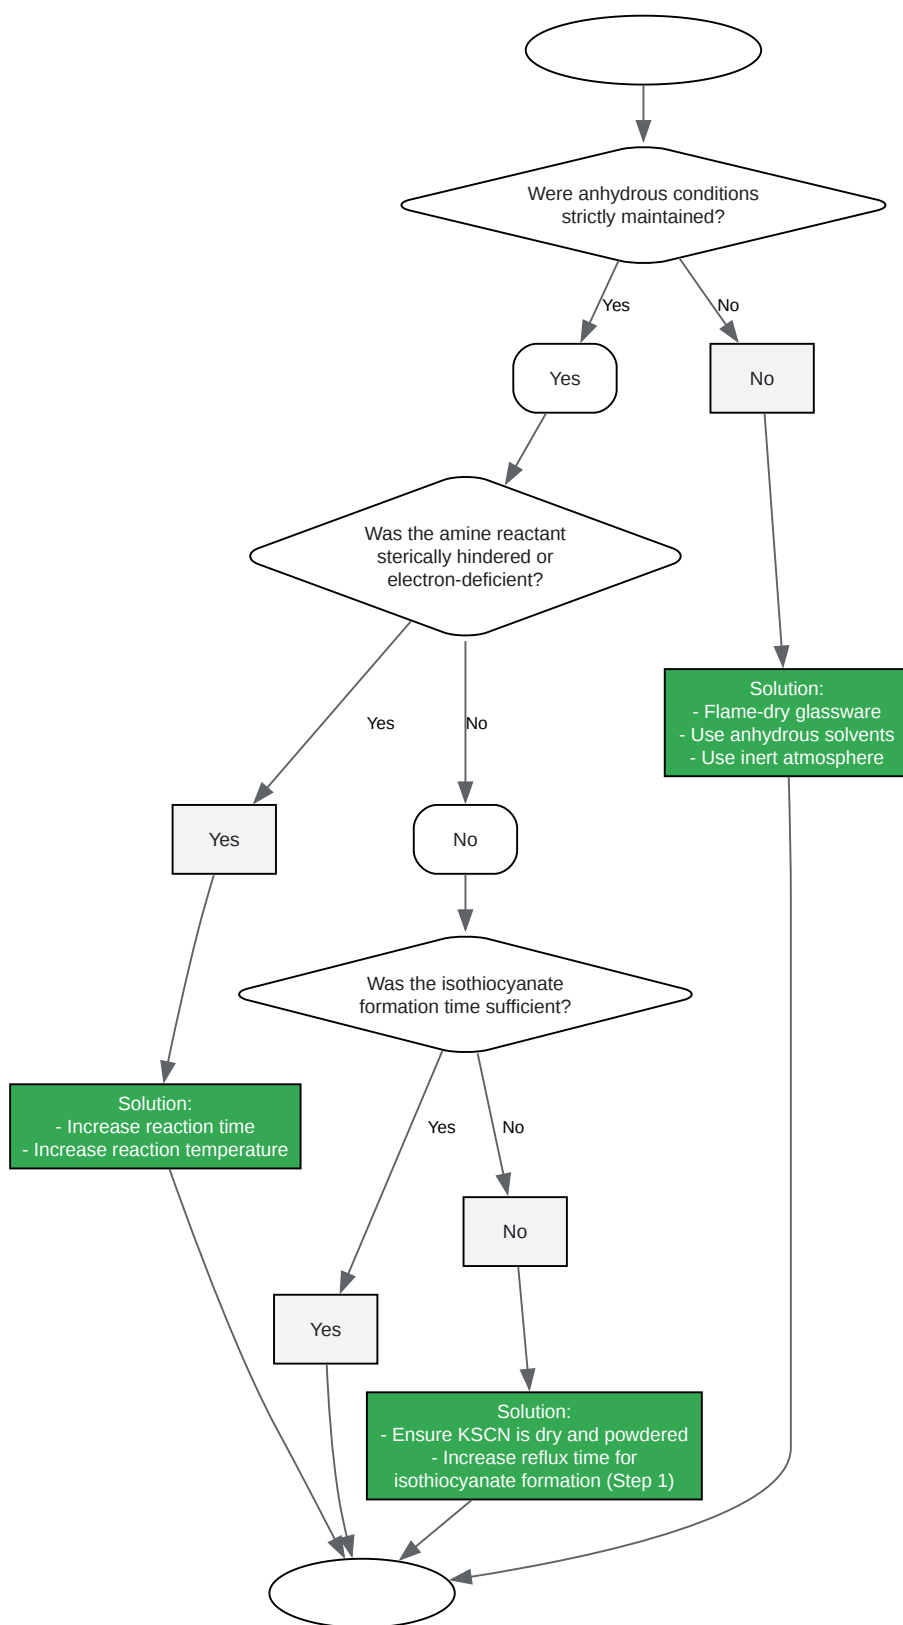 Were anhydrous conditions
strictly maintained?
Yes
No
Yes
No
Was the amine reactant
sterically hindered or
electron-deficient?
Solution:
- Flame-dry glassware
- Use anhydrous solvents
- Use inert atmosphere
Yes
No
Yes
No
Was the isothiocyanate
formation time sufficient?
Solution:
- Increase reaction time
- Increase reaction temperature
Yes
No
No
Yes
Solution:
- Ensure KSCN is dry and powdered
- Increase reflux time for
isothiocyanate formation (Step 1)